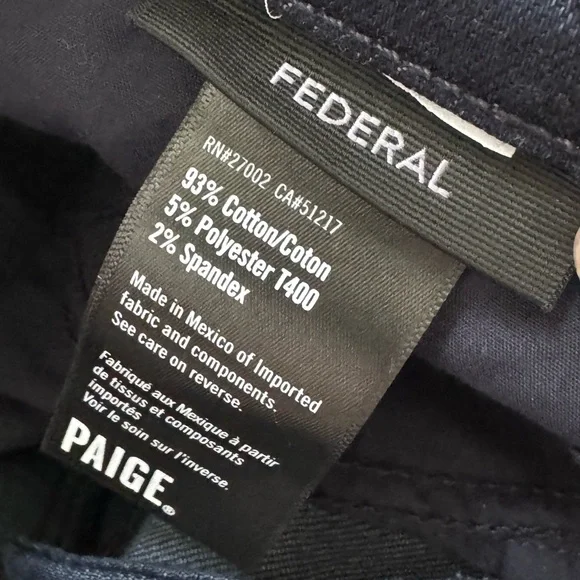 FEDERAL
RN#27002 CA#51217
93% Cotton/Coton
5% Polyester T400
2% Spandex
Made in Mexico of Imported
fabric and components.
See care on reverse.
Fabriqué aux Mexique à partir
de tissus et composants
importés
Voir le soin sur l'inverse.
PAIGE®